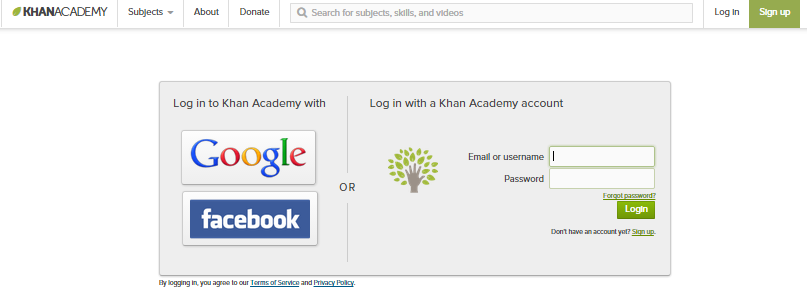 KHANACADEMY Subjects About Donate Search for subjects, skills, and videos Log in Sign up
Log in to Khan Academy with
Google
facebook
OR
Log in with a Khan Academy account
Email or username
Password
Forgot password?
Login
Don't have an account yet? Sign up.
By logging in, you agree to our Terms of Service and Privacy Policy.